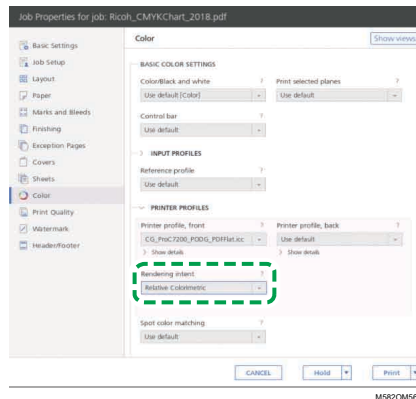 Job Properties for job: Ricoh_CMYKChart_2018.pdf
Basic Settings
Job Setup
Layout
Paper
Marks and Bleeds
Finishing
Exception Pages
Covers
Sheets
Color
Print Quality
Watermark
Header/Footer
Color
Show views
BASIC COLOR SETTINGS
Color/Black and white ? Print selected planes ?
Use default [Color] Use default
Control bar ?
Use default
> INPUT PROFILES
Reference profile ?
Use default
PRINTER PROFILES
Printer profile, front ? Printer profile, back ?
CG_ProC7200_PODG_PDFFlat.icc Use default
> Show details > Show details
Rendering intent ?
Relative Colorimetric
Spot color matching ?
Use default
CANCEL Hold Print
M582OM56